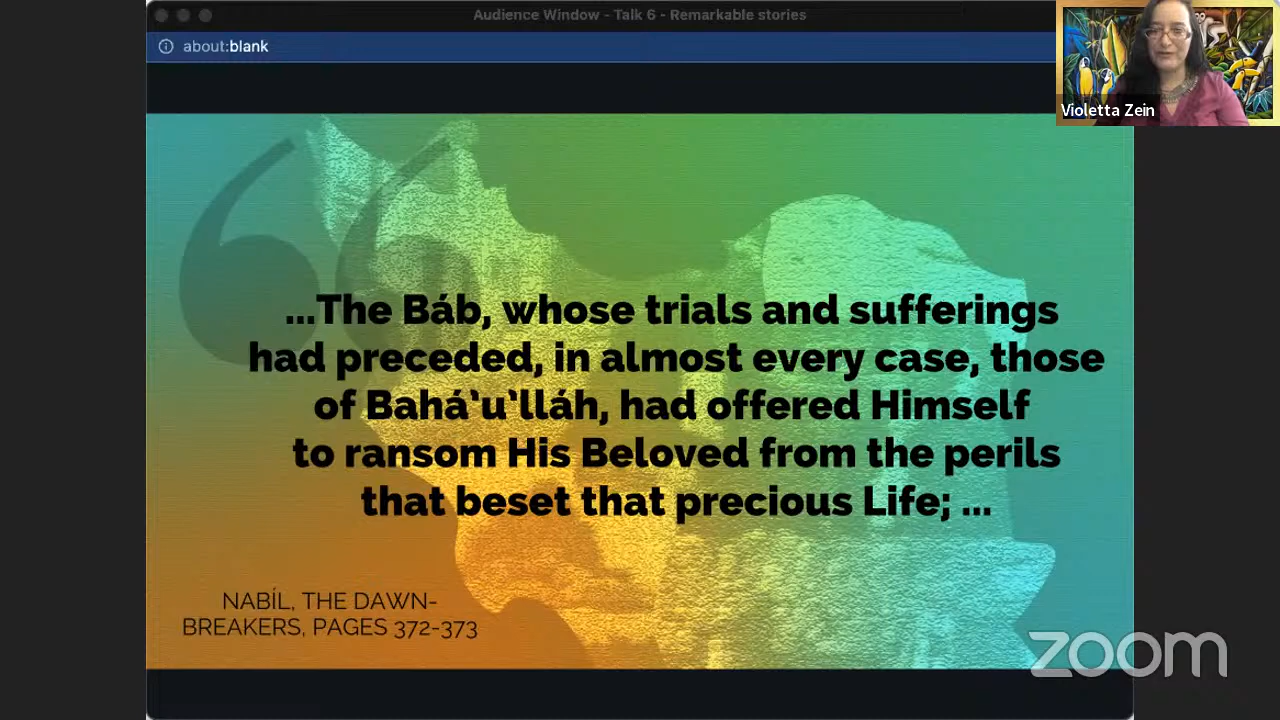 Audience Window - Talk 6 - Remarkable stories
about:blank
Violetta Zein
...The Báb, whose trials and sufferings
had preceded, in almost every case, those
of Bahá‛u‛lláh, had offered Himself
to ransom His Beloved from the perils
that beset that precious Life; ...
NABÍL, THE DAWN-
BREAKERS, PAGES 372-373
zoom